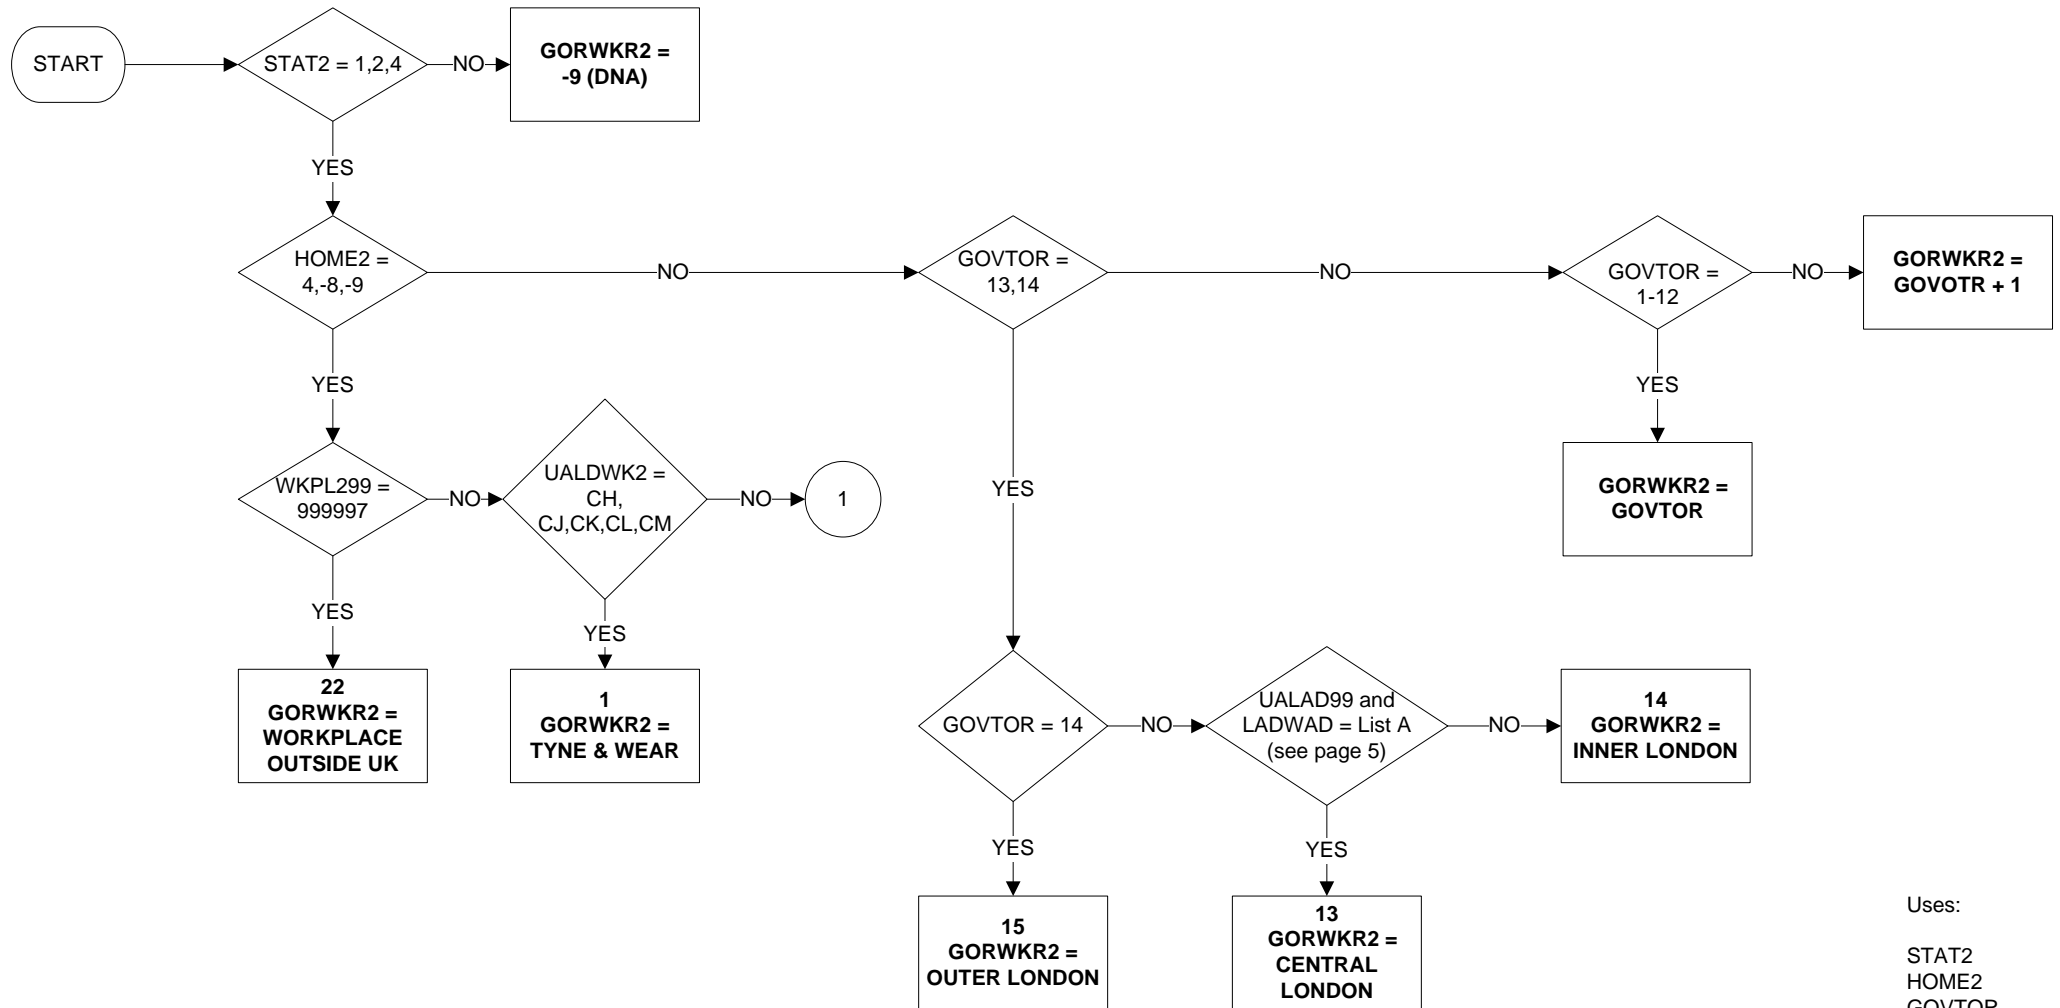 START
STAT2 = 1,2,4
NO
GORWKR2 =
-9 (DNA)
YES
HOME2 =
4,-8,-9
NO
GOVTOR =
13,14
NO
GOVTOR =
1-12
NO
GORWKR2 =
GOVOTR + 1
YES
YES
YES
GORWKR2 =
GOVTOR
WKPL299 =
999997
NO
UALDWK2 =
CH,
CJ,CK,CL,CM
NO
1
YES
YES
22
GORWKR2 =
WORKPLACE
OUTSIDE UK
1
GORWKR2 =
TYNE & WEAR
GOVTOR = 14
NO
UALAD99 and
LADWAD = List A
(see page 5)
NO
14
GORWKR2 =
INNER LONDON
YES
YES
15
GORWKR2 =
OUTER LONDON
13
GORWKR2 =
CENTRAL
LONDON
Uses:
STAT2
HOME2
GOVTOR